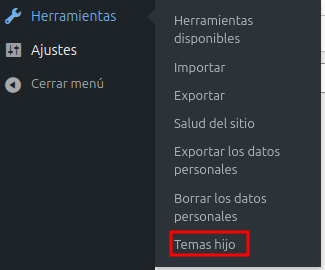 Herramientas
Ajustes
Cerrar menú
Herramientas
disponibles
Importar
Exportar
Salud del sitio
Exportar los datos
personales
Borrar los datos
personales
Temas hijo